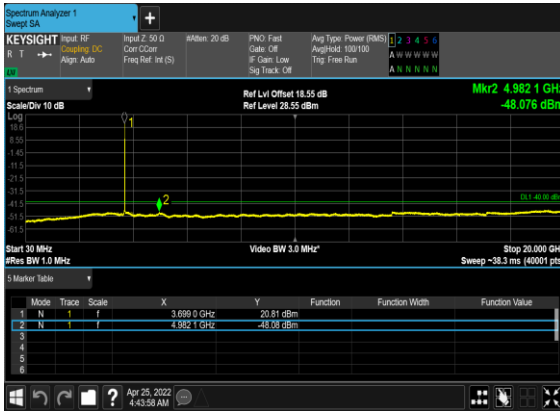 Spectrum Analyzer 1
Swept SA
+
KEYSIGHT Input: RF Input Z: 50 Ω #Atten: 20 dB PNO: Fast Avg Type: Power (RMS) 1 2 3 4 5 6
R T Coupling: DC Corr CCorr Gate: Off Avg|Hold: 100/100 A W W W W W
Align: Auto Freq Ref: Int (S) IF Gain: Low Trig: Free Run
Sig Track: Off A N N N N N
1 Spectrum Ref Lvl Offset 18.55 dB Mkr2 4.982 1 GHz
Scale/Div 10 dB Ref Level 28.55 dBm -48.076 dBm
Log
18.6
8.55
-1.45
-11.5
-21.5
-31.5
-41.5 DL1 -40.00 dBm
-51.5
-61.5
1
2
Start 30 MHz Video BW 3.0 MHz* Stop 20.000 GHz
#Res BW 1.0 MHz Sweep ~38.3 ms (40001 pts)
5 Marker Table
Mode Trace Scale X Y Function Function Width Function Value
1 N 1 f 3.699 0 GHz 20.81 dBm
2 N 1 f 4.982 1 GHz -48.08 dBm
3
4
5
6
? Apr 25, 2022
4:43:58 AM